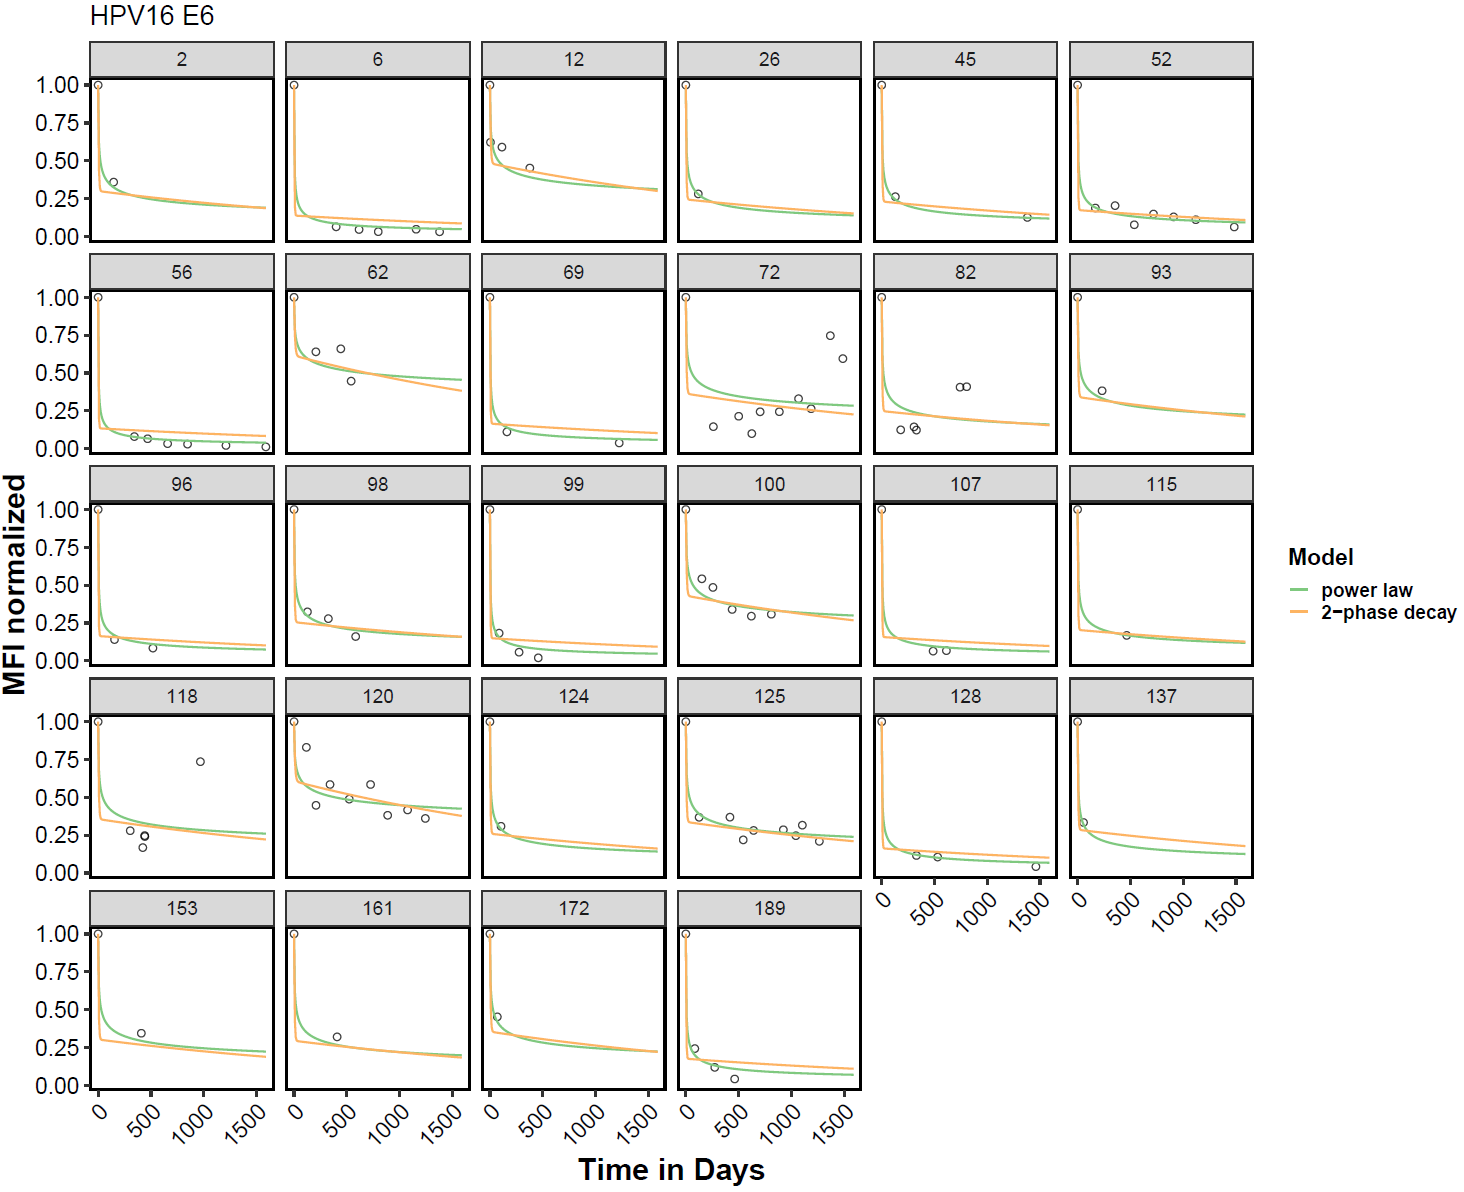 HPV16 E6
2 6 12 26 45 52
1.00
0.75
0.50
0.25
0.00
56 62 69 72 82 93
1.00
0.75
0.50
0.25
0.00
96 98 99 100 107 115
1.00
0.75
0.50
0.25
0.00
118 120 124 125 128 137
1.00
0.75
0.50
0.25
0.00
0 500 1000 1500 0 500 1000 1500
153 161 172 189
1.00
0.75
0.50
0.25
0.00
0 500 1000 1500 0 500 1000 1500 0 500 1000 1500 0 500 1000 1500
MFI normalized
Time in Days
Model
power law
2−phase decay